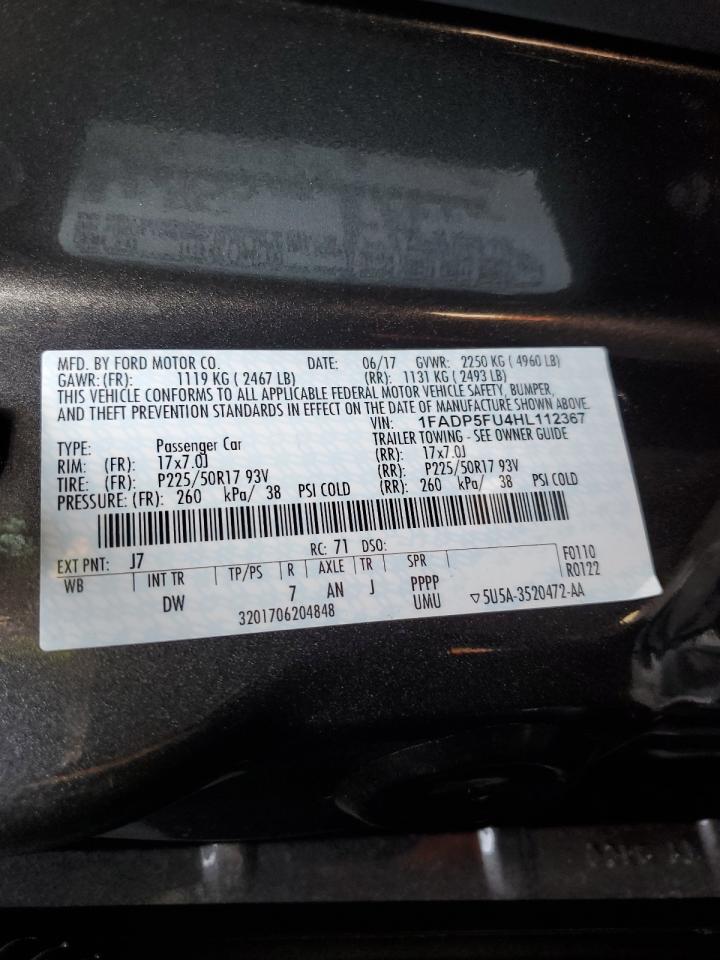 MFD. BY FORD MOTOR CO. DATE: 06/17 GVWR: 2250 KG ( 4960 LB)
GAWR: (FR): 1119 KG ( 2467 LB) (RR): 1131 KG ( 2493 LB)
THIS VEHICLE CONFORMS TO ALL APPLICABLE FEDERAL MOTOR VEHICLE SAFETY, BUMPER,
AND THEFT PREVENTION STANDARDS IN EFFECT ON THE DATE OF MANUFACTURE SHOWN ABOVE.
VIN: 1FADP5FU4HL112367
TYPE: Passenger Car TRAILER TOWING - SEE OWNER GUIDE
RIM: (FR): 17x7.0J (RR): 17x7.0J
TIRE: (FR): P225/50R17 93V (RR): P225/50R17 93V
PRESSURE: (FR): 260 kPa/ 38 PSI COLD (RR): 260 kPa/ 38 PSI COLD
EXT PNT: J7 RC: 71 DSO: F0110
WB INT TR TP/PS R AXLE TR SPR R0122
DW 7 AN J PPPP
3201706204848 UMU ▽5U5A-3520472-AA